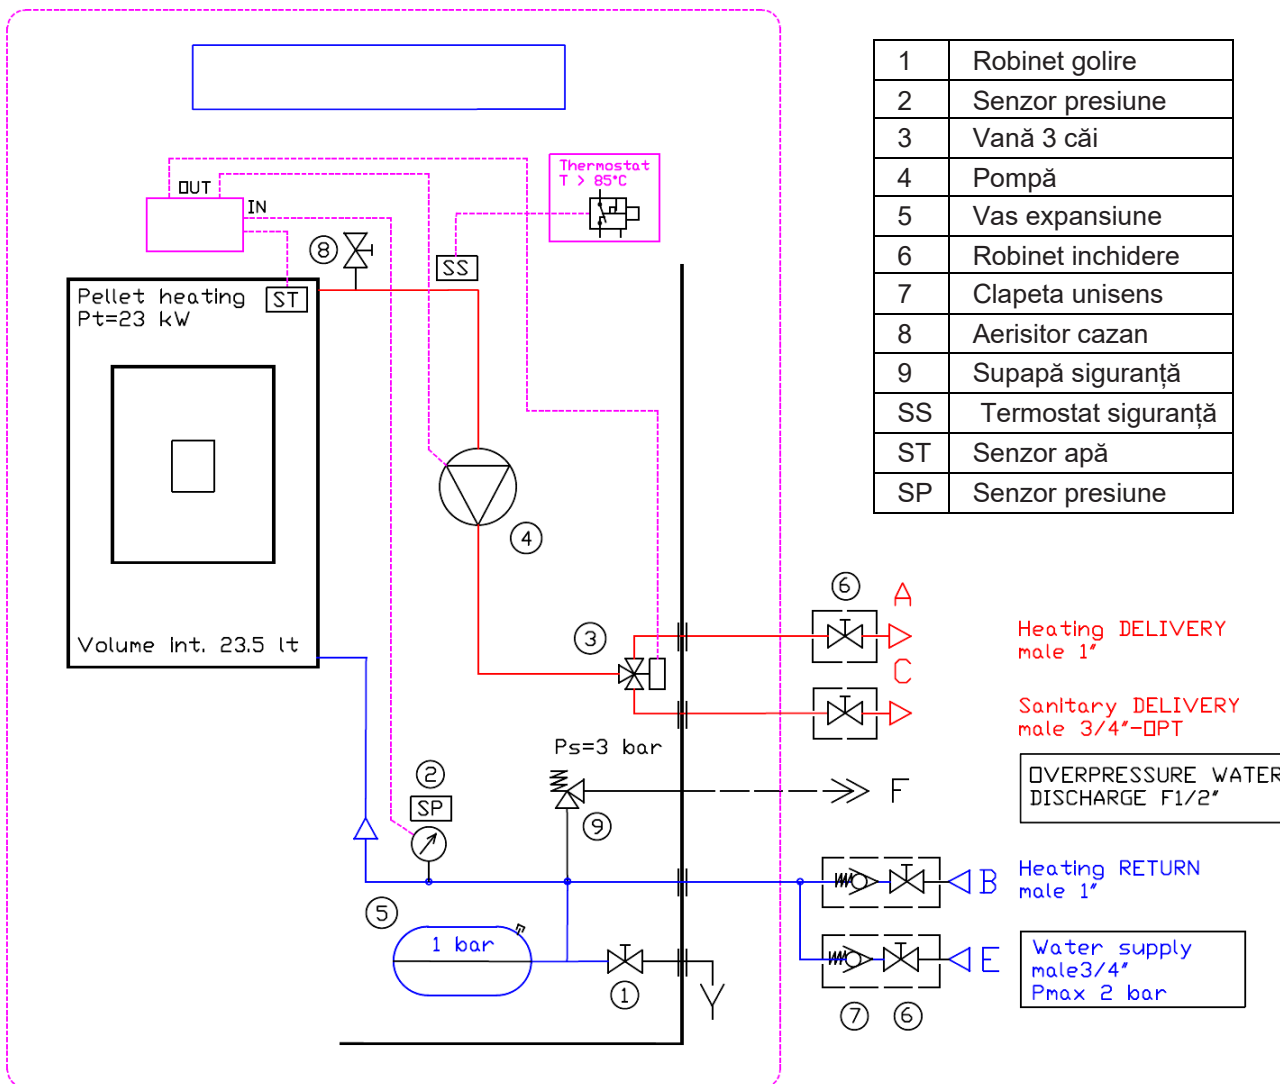 OUT
IN
Thermostat
T > 85°C
8
SS
Pellet heating
Pt=23 kW
ST
Volume int. 23.5 lt
4
3
Ps=3 bar
2
SP
9
5
1 bar
1
1 Robinet golire
2 Senzor presiune
3 Vană 3 căi
4 Pompă
5 Vas expansiune
6 Robinet inchidere
7 Clapeta unisens
8 Aerisitor cazan
9 Supapă siguranță
SS Termostat siguranță
ST Senzor apă
SP Senzor presiune
6
A
Heating DELIVERY
male 1"
C
Sanitary DELIVERY
male 3/4"-OPT
F
OVERPRESSURE WATER
DISCHARGE F1/2"
B
Heating RETURN
male 1"
E
Water supply
male3/4"
Pmax 2 bar
7
6